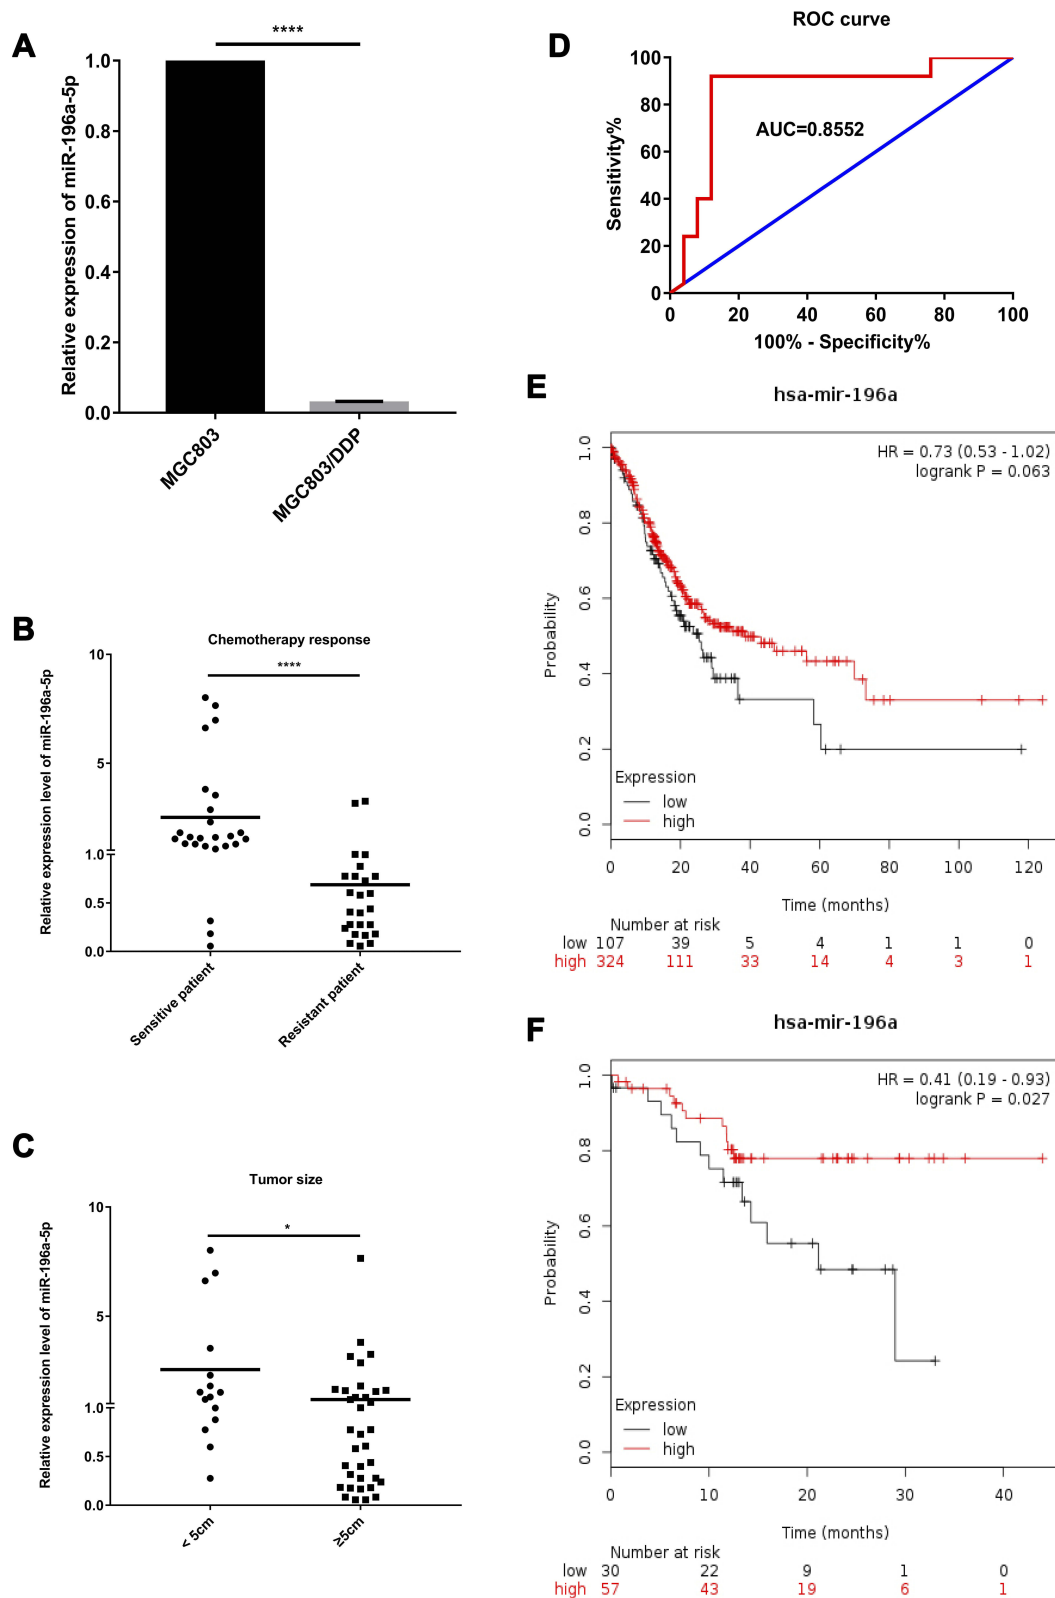 A
****
Relative expression of miR-196a-5p
1.0
0.8
0.6
0.4
0.2
0.0
MGC803
MGC803/DDP
B
Chemotherapy response
****
Relative expression level of miR-196a-5p
10
5
1.0
0.5
0.0
Sensitive patient
Resistant patient
C
Tumor size
*
Relative expression level of miR-196a-5p
10
5
1.0
0.5
0.0
< 5cm
≥5cm
D
ROC curve
Sensitivity%
100
80
60
40
20
0
AUC=0.8552
0 20 40 60 80 100
100% - Specificity%
E
hsa-mir-196a
HR = 0.73 (0.53 - 1.02)
logrank P = 0.063
Probability
1.0
0.8
0.6
0.4
0.2
0.0
Expression
low
high
0 20 40 60 80 100 120
Time (months)
Number at risk
low 107 39 5 4 1 1 0
high 324 111 33 14 4 3 1
F
hsa-mir-196a
HR = 0.41 (0.19 - 0.93)
logrank P = 0.027
Probability
1.0
0.8
0.6
0.4
0.2
0.0
Expression
low
high
0 10 20 30 40
Time (months)
Number at risk
low 30 22 9 1 0
high 57 43 19 6 1